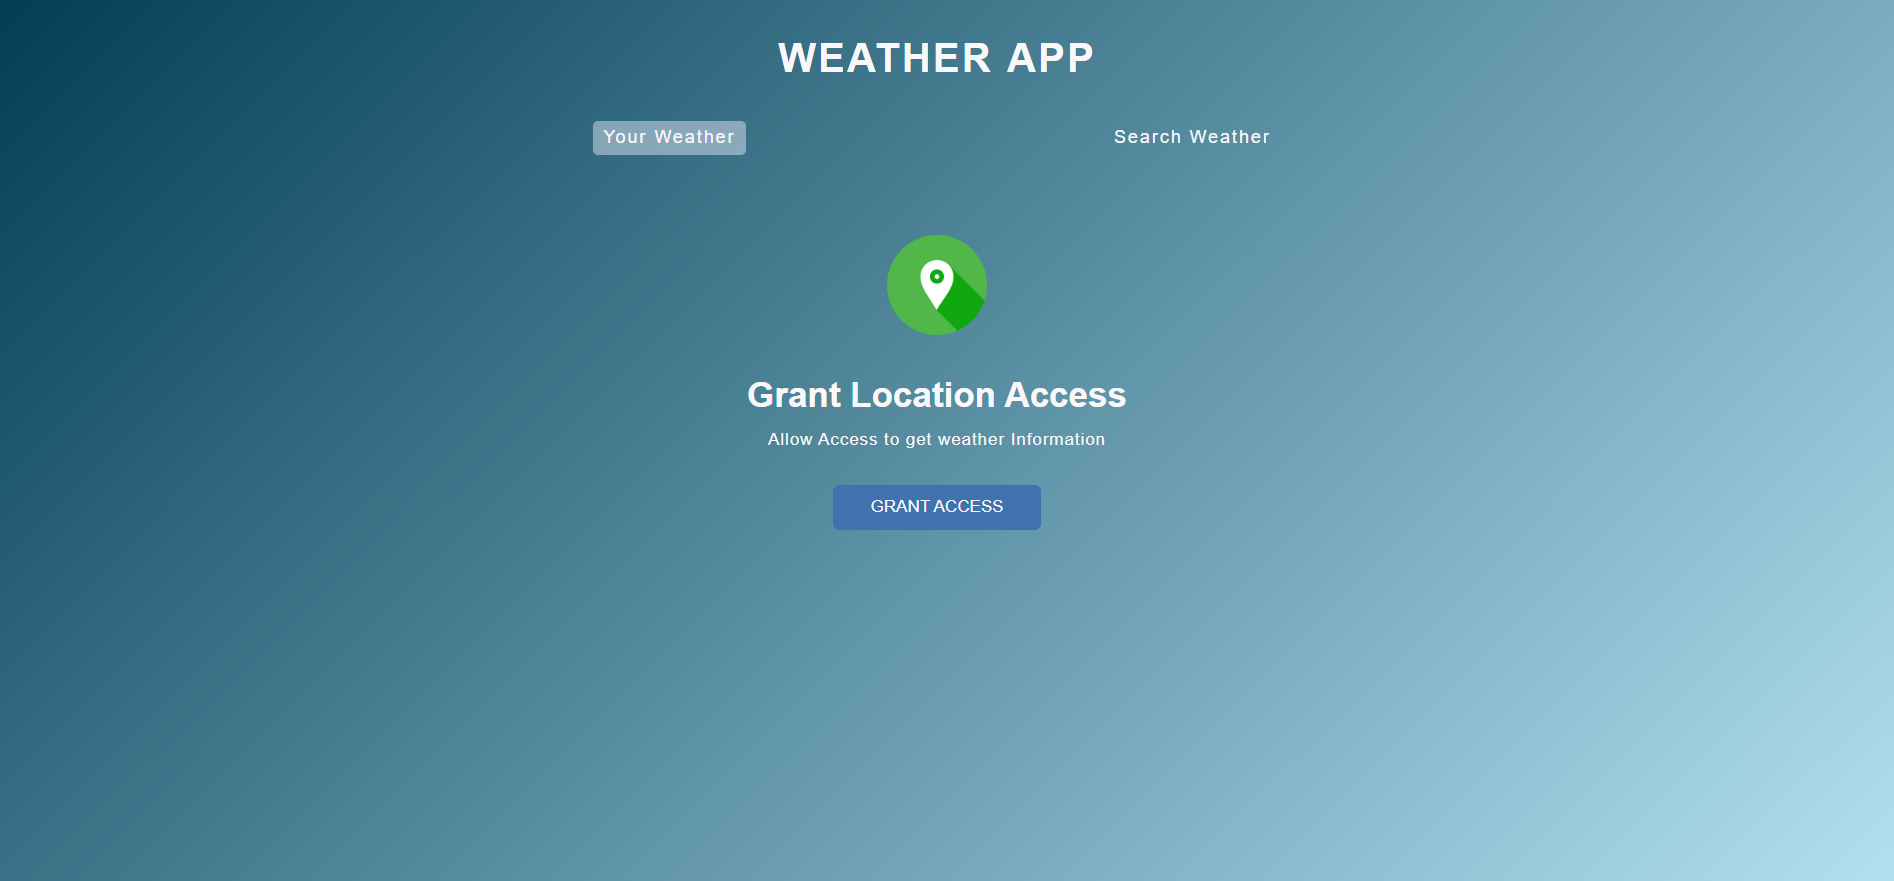 WEATHER APP
Your Weather
Search Weather
Grant Location Access
Allow Access to get weather Information
GRANT ACCESS